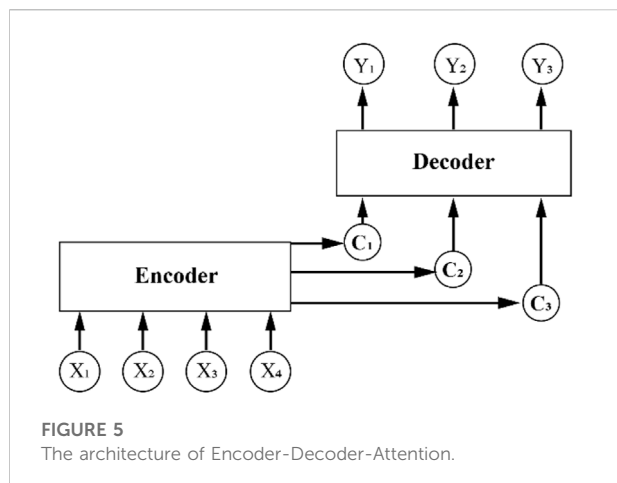 Y₁ Y₂ Y₃
Decoder
C₁
Encoder
C₂
C₃
X₁ X₂ X₃ X₄
FIGURE 5
The architecture of Encoder-Decoder-Attention.